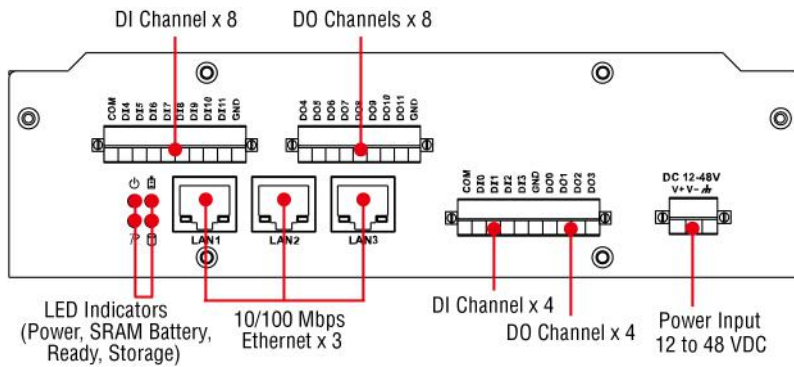 DI Channel x 8
DO Channels x 8
COM
DI4
DI5
DI6
DI7
DI8
DI9
DI10
DI11
GND
DO4
DO5
DO6
DO7
DO8
DO9
DO10
DO11
GND
COM
DI0
DI1
DI2
DI3
GND
DO0
DO1
DO2
DO3
DC 12-48V
V+ V-
LAN1
LAN2
LAN3
LED Indicators
(Power, SRAM Battery,
Ready, Storage)
10/100 Mbps
Ethernet x 3
DI Channel x 4
DO Channel x 4
Power Input
12 to 48 VDC